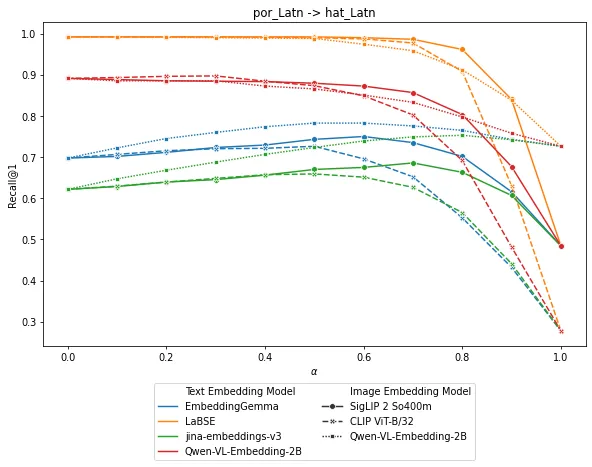 por_Latn -> hat_Latn
Recall@1
1.0
0.9
0.8
0.7
0.6
0.5
0.4
0.3
0.0 0.2 0.4 0.6 0.8 1.0
α
Text Embedding Model
EmbeddingGemma
LaBSE
jina-embeddings-v3
Qwen-VL-Embedding-2B
Image Embedding Model
SigLIP 2 So400m
CLIP ViT-B/32
Qwen-VL-Embedding-2B